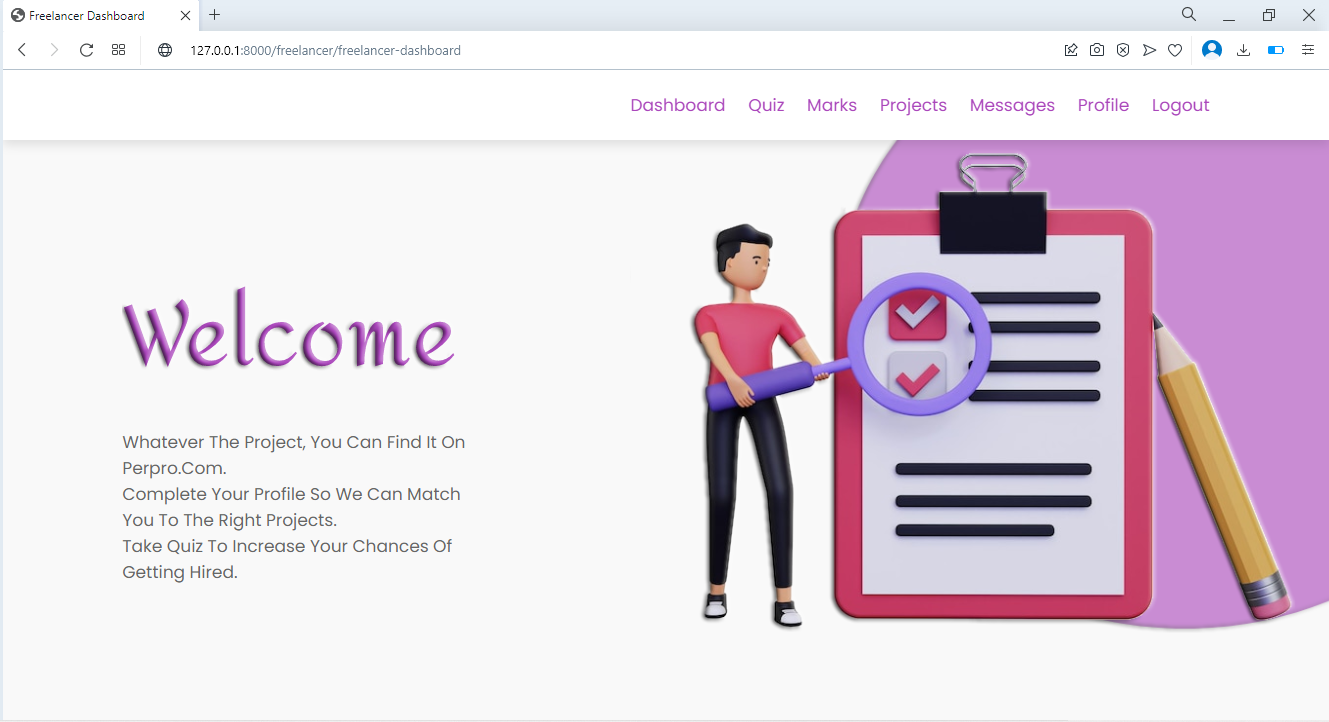 Freelancer Dashboard
127.0.0.1:8000/freelancer/freelancer-dashboard
Dashboard Quiz Marks Projects Messages Profile Logout
Welcome
Whatever The Project, You Can Find It On
Perpro.Com.
Complete Your Profile So We Can Match
You To The Right Projects.
Take Quiz To Increase Your Chances Of
Getting Hired.